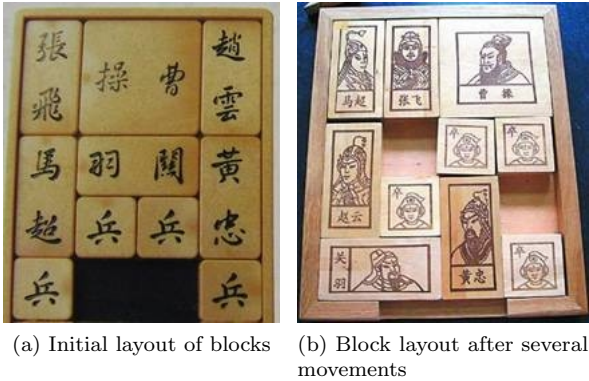 張飛
曹操
趙雲
馬超
關羽
黃忠
兵
兵
兵
兵
马超
张飞
曹操
卒
卒
赵云
卒
关羽
黄忠
卒
(a) Initial layout of blocks
(b) Block layout after several
movements